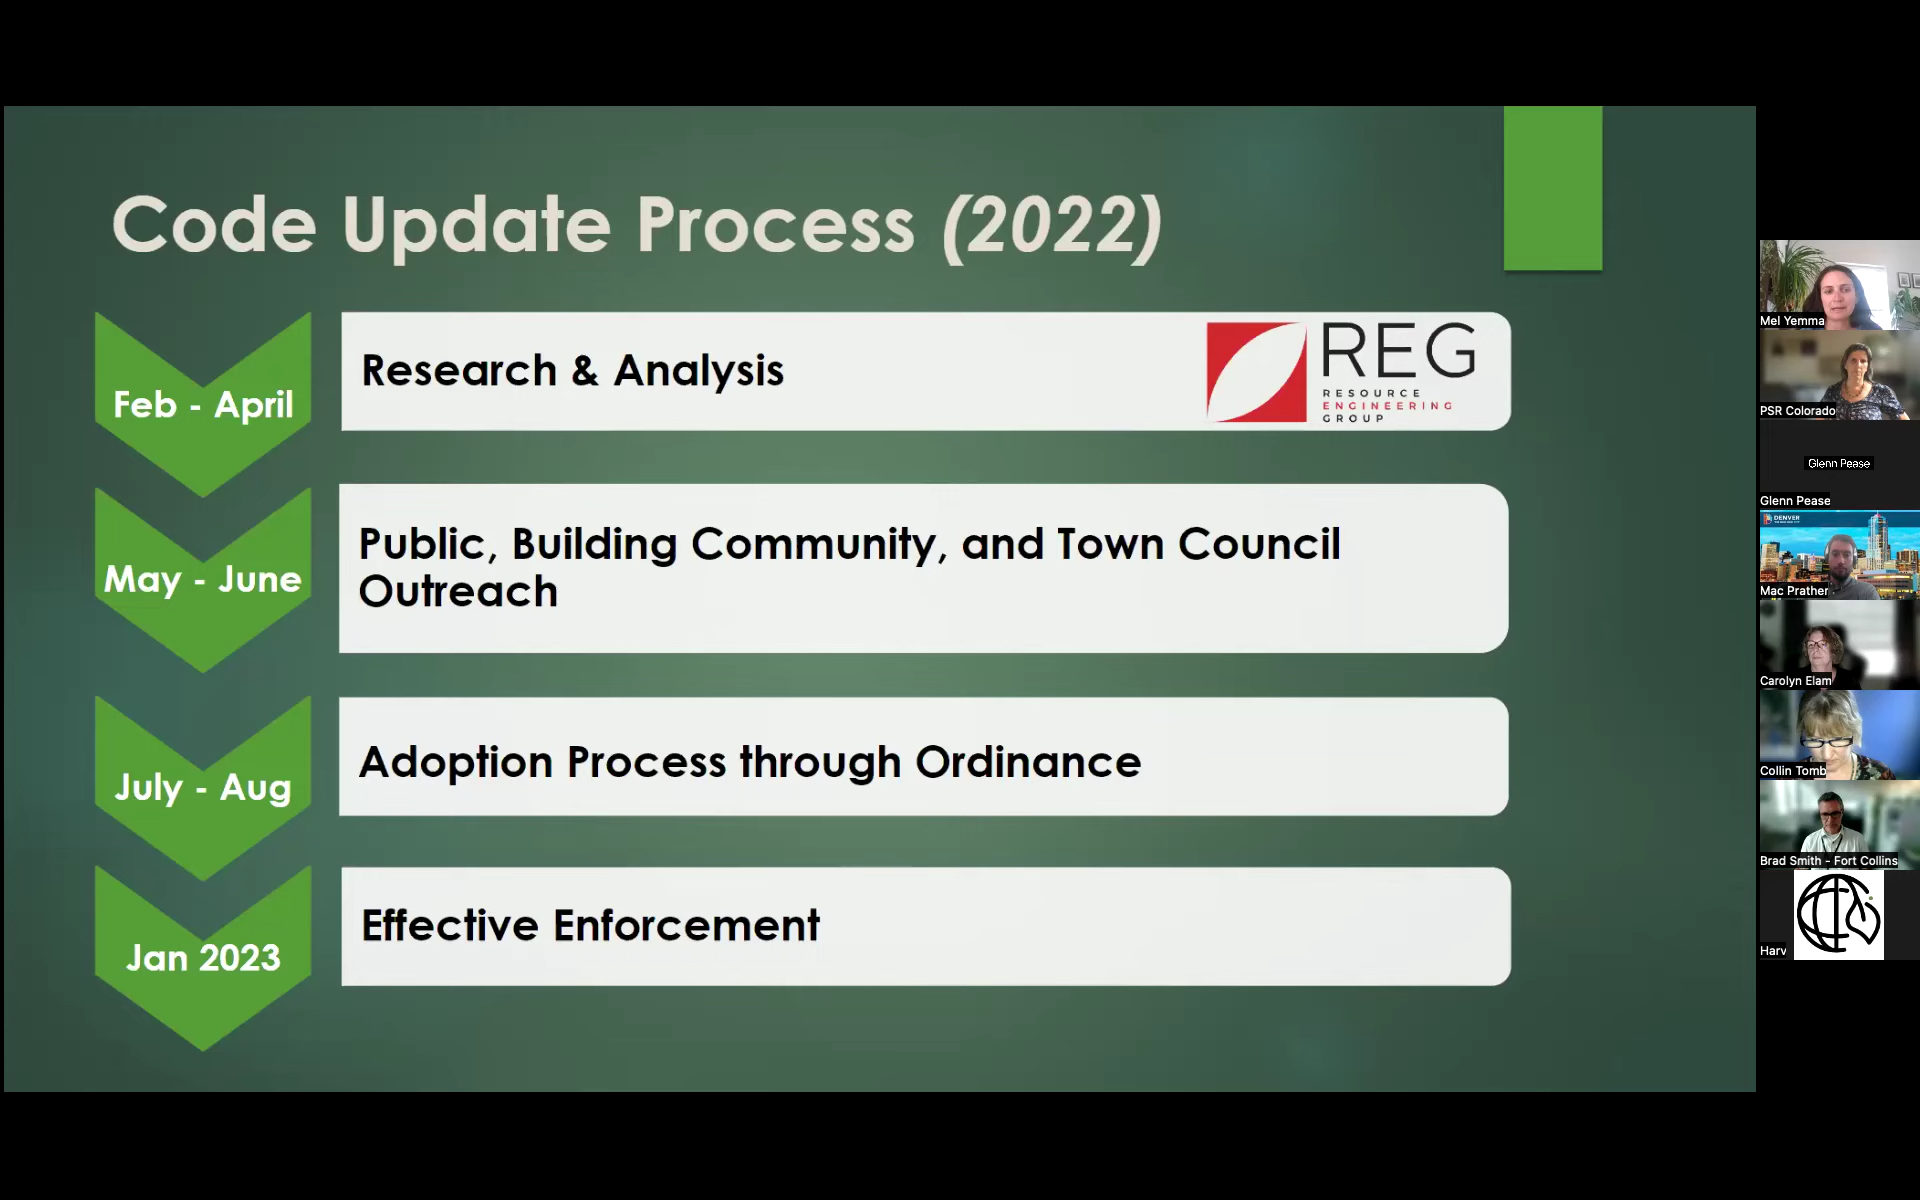 Code Update Process (2022)
Feb - April
Research & Analysis
REG
RESOURCE
ENGINEERING
GROUP
May - June
Public, Building Community, and Town Council
Outreach
July - Aug
Adoption Process through Ordinance
Jan 2023
Effective Enforcement
Mel Yemma
PSR Colorado
Glenn Pease
Glenn Pease
DENVER
Mac Prather
Carolyn Elam
Collin Tomb
Brad Smith - Fort Collins
Harv